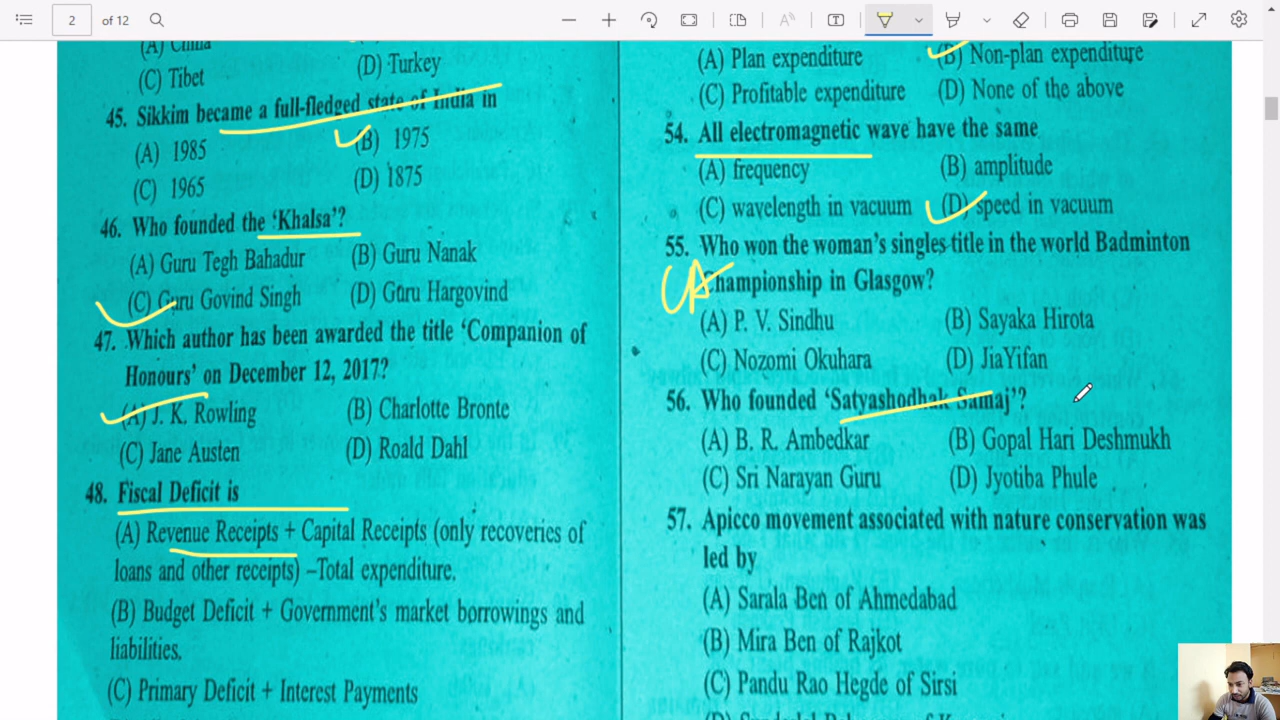 2 of 12
(A) China
(C) Tibet (D) Turkey
45. Sikkim became a full-fledged state of India in
(A) 1985 (B) 1975
(C) 1965 (D) 1875
46. Who founded the 'Khalsa'?
(A) Guru Tegh Bahadur (B) Guru Nanak
(C) Guru Govind Singh (D) Guru Hargovind
47. Which author has been awarded the title 'Companion of
Honours' on December 12, 2017?
(A) J. K. Rowling (B) Charlotte Bronte
(C) Jane Austen (D) Roald Dahl
48. Fiscal Deficit is
(A) Revenue Receipts + Capital Receipts (only recoveries of
loans and other receipts) –Total expenditure.
(B) Budget Deficit + Government's market borrowings and
liabilities.
(C) Primary Deficit + Interest Payments
(A) Plan expenditure (B) Non-plan expenditure
(C) Profitable expenditure (D) None of the above
54. All electromagnetic wave have the same
(A) frequency (B) amplitude
(C) wavelength in vacuum (D) speed in vacuum
55. Who won the woman's singles title in the world Badminton
CA
Championship in Glasgow?
(A) P. V. Sindhu (B) Sayaka Hirota
(C) Nozomi Okuhara (D) JiaYifan
56. Who founded 'Satyashodhak Samaj'?
(A) B. R. Ambedkar (B) Gopal Hari Deshmukh
(C) Sri Narayan Guru (D) Jyotiba Phule
57. Apicco movement associated with nature conservation was
led by
(A) Sarala Ben of Ahmedabad
(B) Mira Ben of Rajkot
(C) Pandu Rao Hegde of Sirsi